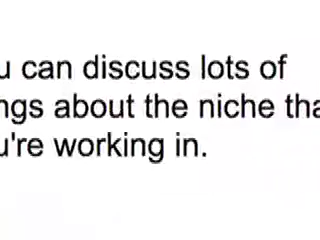 u can discuss lots of
ngs about the niche tha
u're working in.